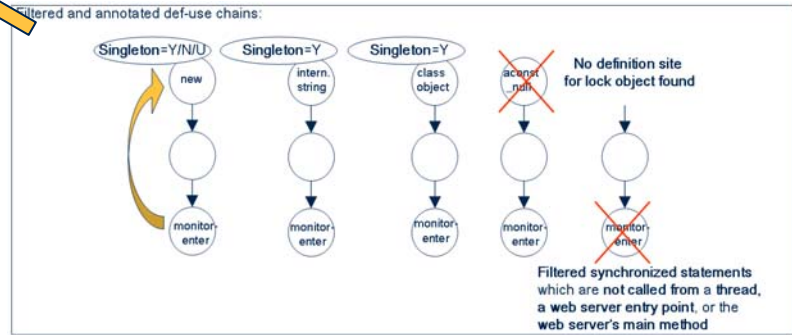 Filtered and annotated def-use chains:
Singleton=Y/N/U
Singleton=Y
Singleton=Y
new
intern.
string
class
object
aconst
_null
No definition site
for lock object found
monitor-
enter
monitor-
enter
monitor-
enter
monitor-
enter
monitor-
enter
Filtered synchronized statements
which are not called from a thread,
a web server entry point, or the
web server's main method